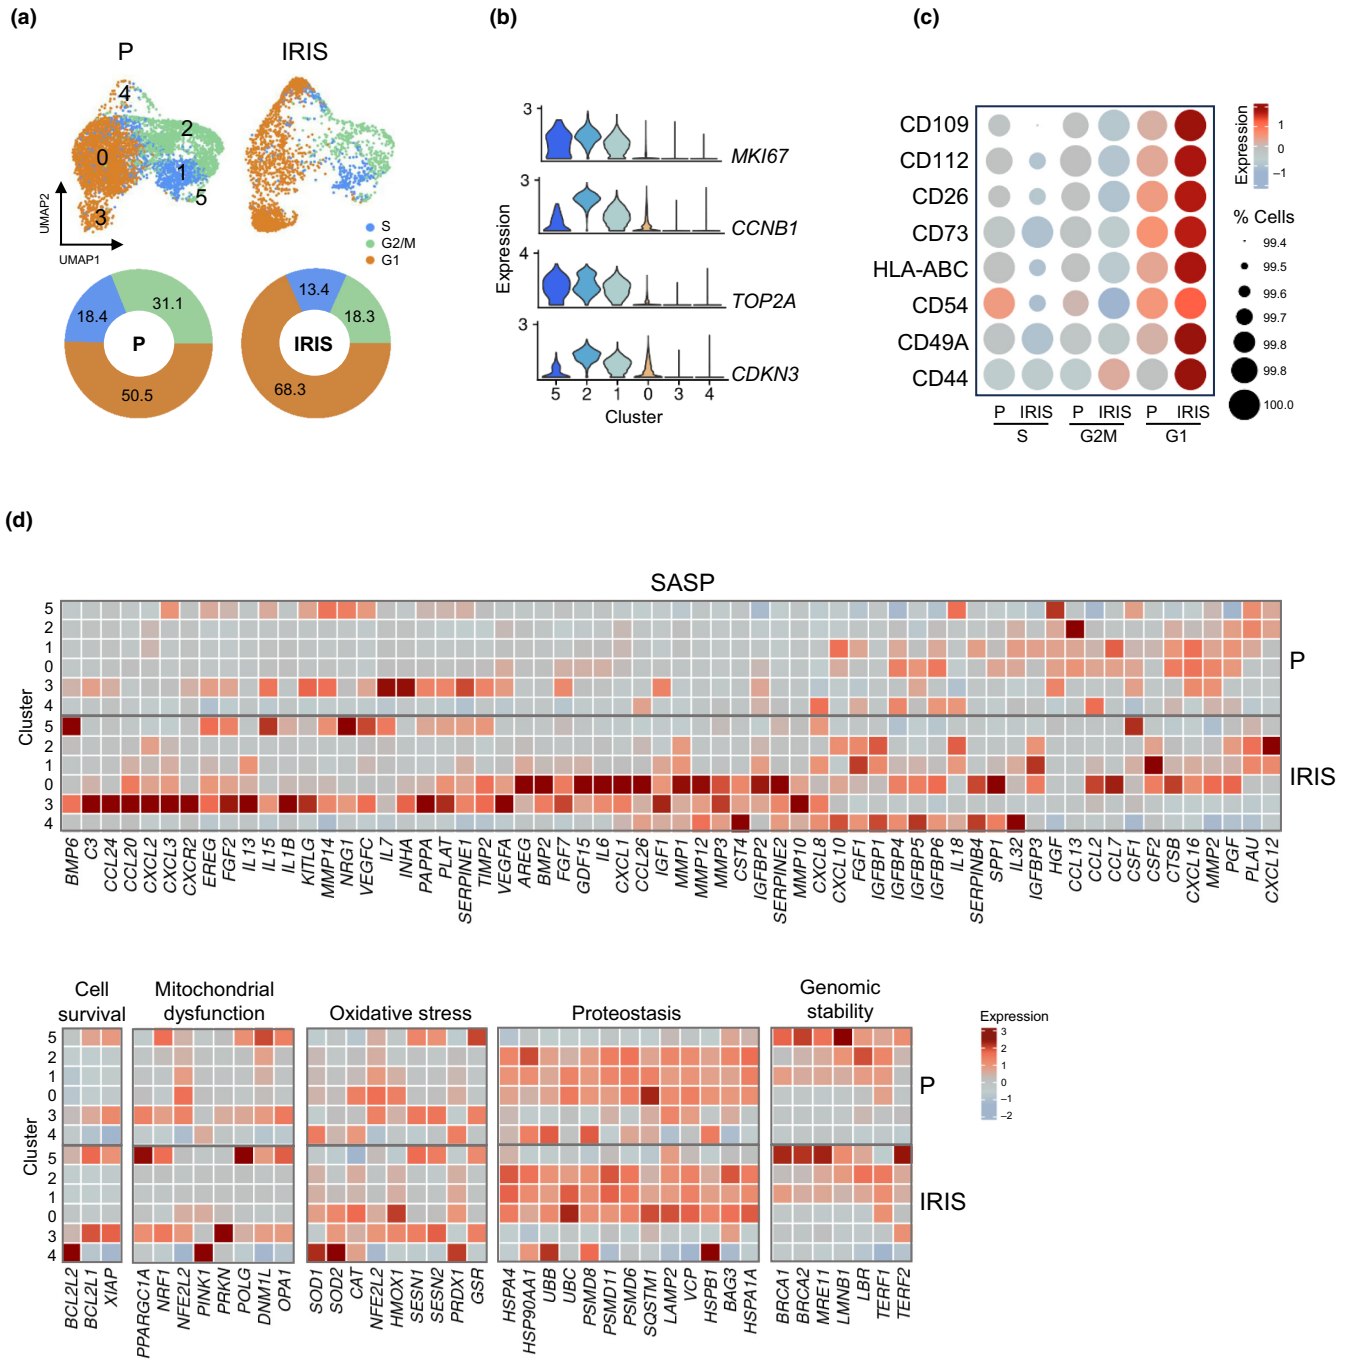 (a)
P
IRIS
4
2
0
1
5
3
UMAP2
UMAP1
S
G2/M
G1
31.1
18.4
P
50.5
13.4
18.3
IRIS
68.3
(b)
Expression
3
MKI67
3
CCNB1
4
TOP2A
3
CDKN3
5 2 1 0 3 4
Cluster
(c)
CD109
CD112
CD26
CD73
HLA-ABC
CD54
CD49A
CD44
P IRIS P IRIS P IRIS
S G2M G1
Expression
1
0
−1
% Cells
99.4
99.5
99.6
99.7
99.8
99.8
100.0
(d)
SASP
Cluster
5
2
1
0
3
4
P
5
2
1
0
3
4
IRIS
BMP6 C3 CCL24 CCL20 CXCL2 CXCL3 CXCR2 EREG FGF2 IL13 IL15 IL1B KITLG MMP14 NRG1 VEGFC IL7 INHA PAPPA PLAT SERPINE1 TIMP2 VEGFA AREG BMP2 FGF7 GDF15 IL6 CXCL1 CCL26 IGF1 MMP1 MMP12 MMP3 CST4 IGFBP2 SERPINE2 MMP10 CXCL8 CXCL10 FGF1 IGFBP1 IGFBP4 IGFBP5 IGFBP6 IL18 SERPINB4 SPP1 IL32 IGFBP3 HGF CCL13 CCL2 CCL7 CSF1 CSF2 CTSB CXCL16 MMP2 PGF PLAU CXCL12
Cell
survival
Mitochondrial
dysfunction
Oxidative stress
Proteostasis
Genomic
stability
Cluster
5
2
1
0
3
4
P
5
2
1
0
3
4
IRIS
BCL2L2 BCL2L1 XIAP
PPARGC1A NRF1 NFE2L2 PINK1 PRKN POLG DNM1L OPA1
SOD1 SOD2 CAT NFE2L2 HMOX1 SESN1 SESN2 PRDX1 GSR
HSPA4 HSP90AA1 UBB UBC PSMD8 PSMD11 PSMD6 SQSTM1 LAMP2 VCP HSPB1 BAG3 HSPA1A
BRCA1 BRCA2 MRE11 LMNB1 LBR TERF1 TERF2
Expression
3
2
1
0
−1
−2